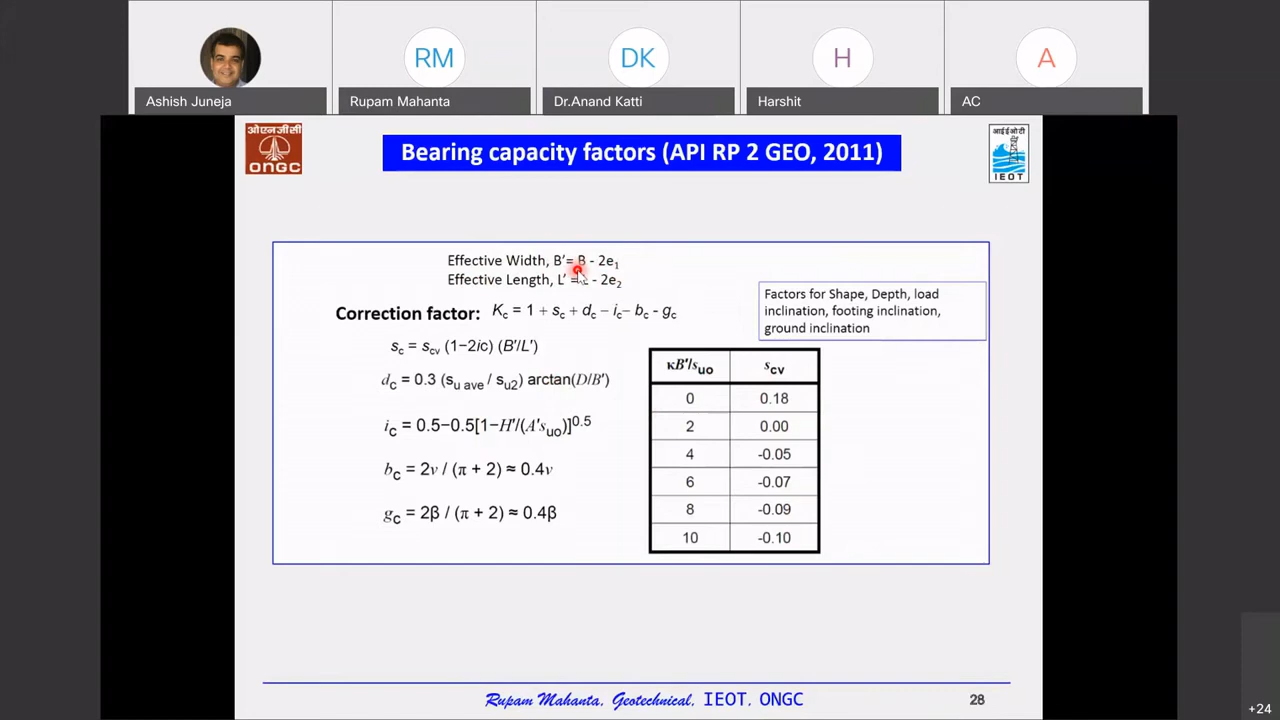 RM
DK
H
A
Ashish Juneja
Rupam Mahanta
Dr.Anand Katti
Harshit
AC
ओएनजीसी
ONGC
Bearing capacity factors (API RP 2 GEO, 2011)
आईईओटी
IEOT
Effective Width, B’= B - 2e1
Effective Length, L’ = - 2e2
Correction factor: Kc = 1 + sc + dc – ic– bc - gc
Factors for Shape, Depth, load
inclination, footing inclination,
ground inclination
sc = scv (1−2ic) (B′/L′)
dc = 0.3 (su ave / su2) arctan(D/B′)
ic = 0.5−0.5[1−H′/(A′suo)]0.5
bc = 2ν / (π + 2) ≈ 0.4ν
gc = 2β / (π + 2) ≈ 0.4β
κB′/suo scv
0 0.18
2 0.00
4 -0.05
6 -0.07
8 -0.09
10 -0.10
Rupam Mahanta, Geotechnical, IEOT, ONGC
28
+24